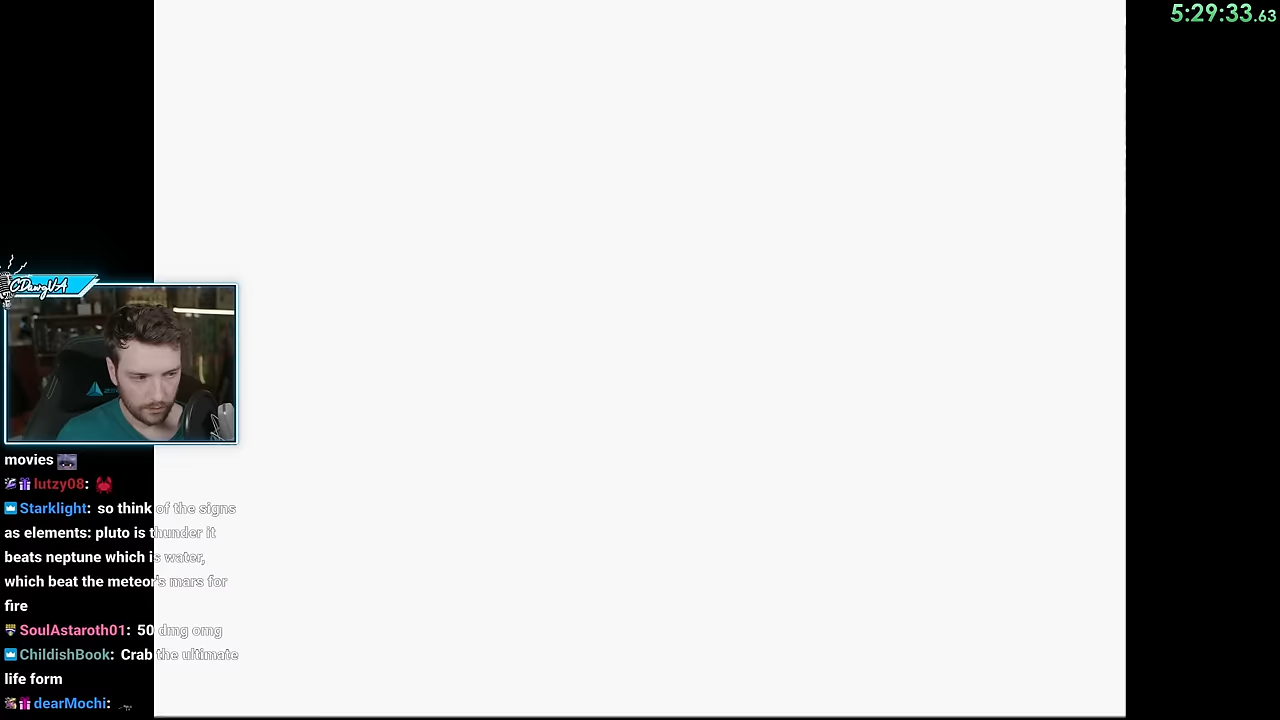 5:29:33.63
CDawgVA
movies
lutzy08:
Starklight: so think of the signs
as elements: pluto is thunder it
beats neptune which is water,
which beat the meteor's mars for
fire
SoulAstaroth01: 50 dmg omg
ChildishBook: Crab the ultimate
life form
dearMochi: